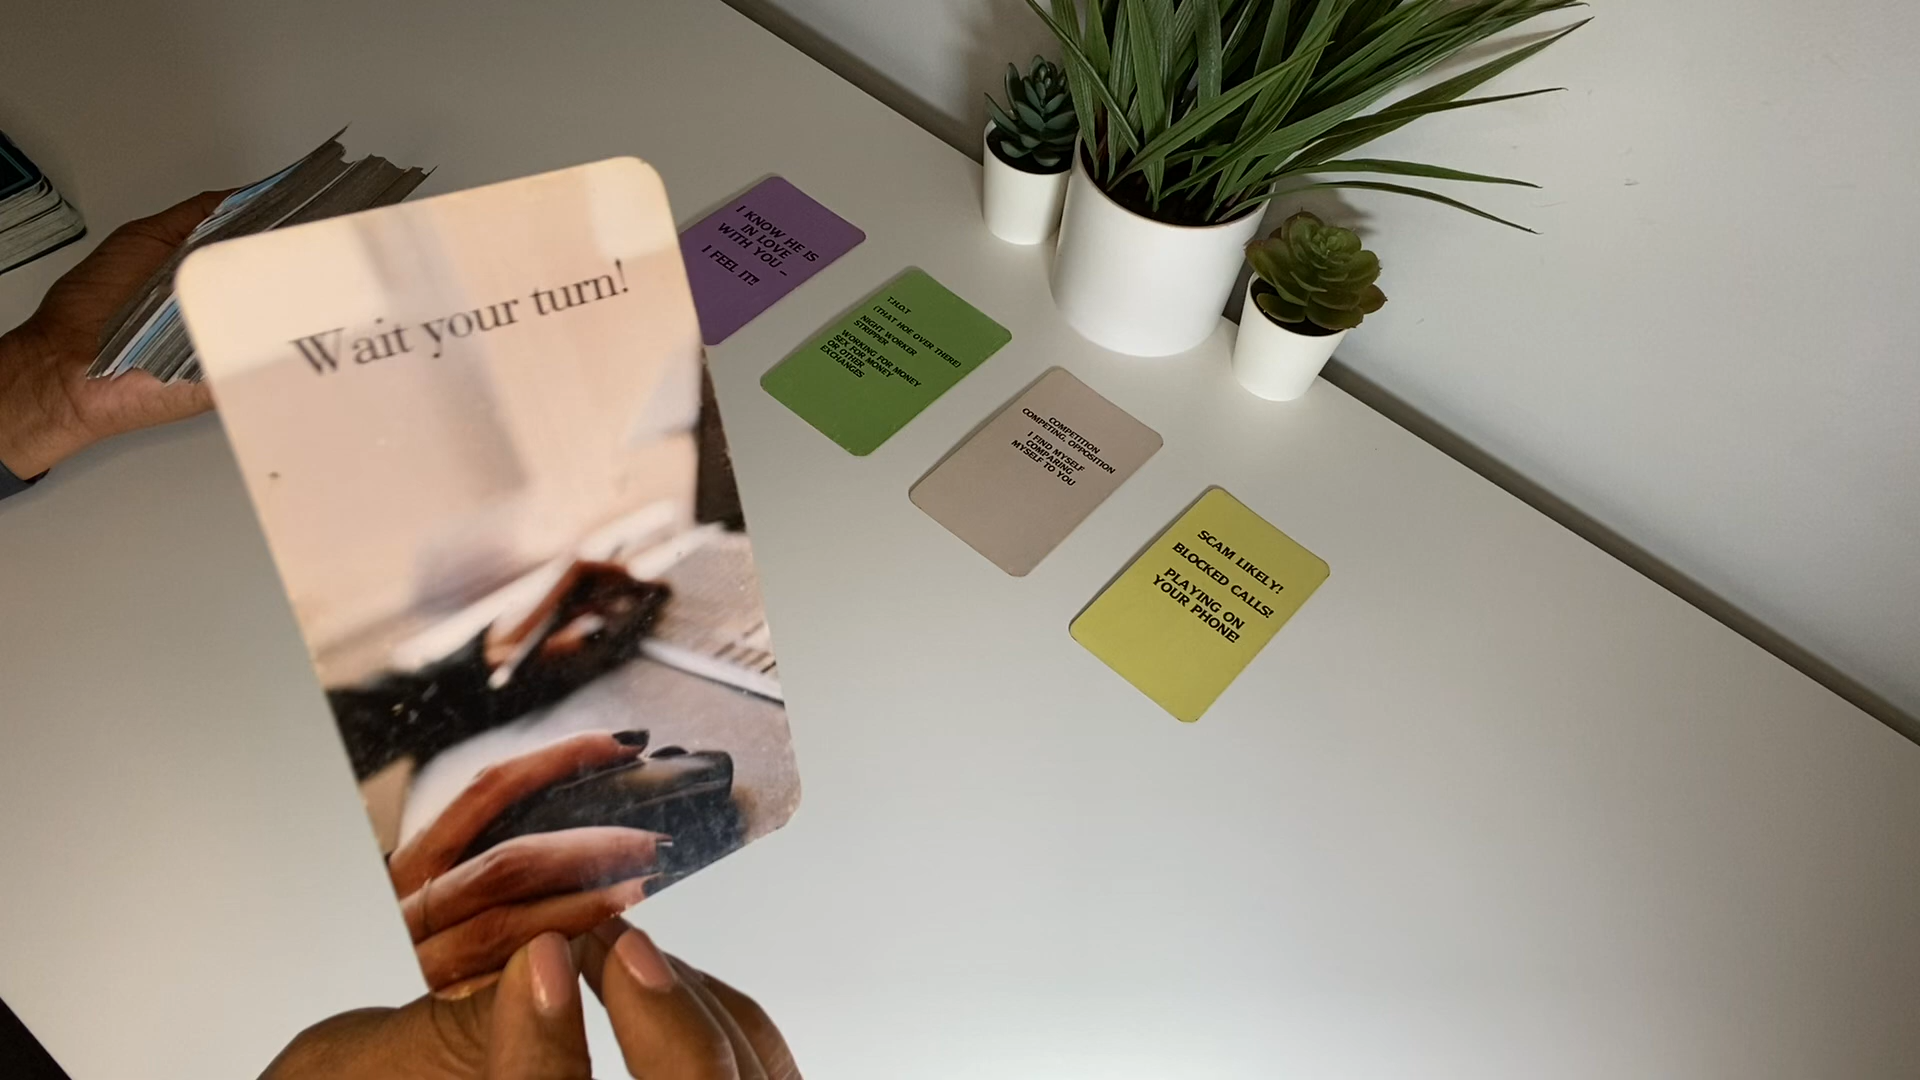 Wait your turn!
I KNOW HE IS
IN LOVE
WITH YOU –
I FEEL IT!!
T.H.O.T
(THAT HOE OVER THERE)
NIGHT WORKER
STRIPPER
WORKING FOR MONEY
SEX FOR MONEY
OR OTHER
EXCHANGES
COMPETITION
COMPETING, OPPOSITION
I FIND MYSELF
COMPARING
MYSELF TO YOU
SCAM LIKELY!
BLOCKED CALLS!
PLAYING ON
YOUR PHONE!